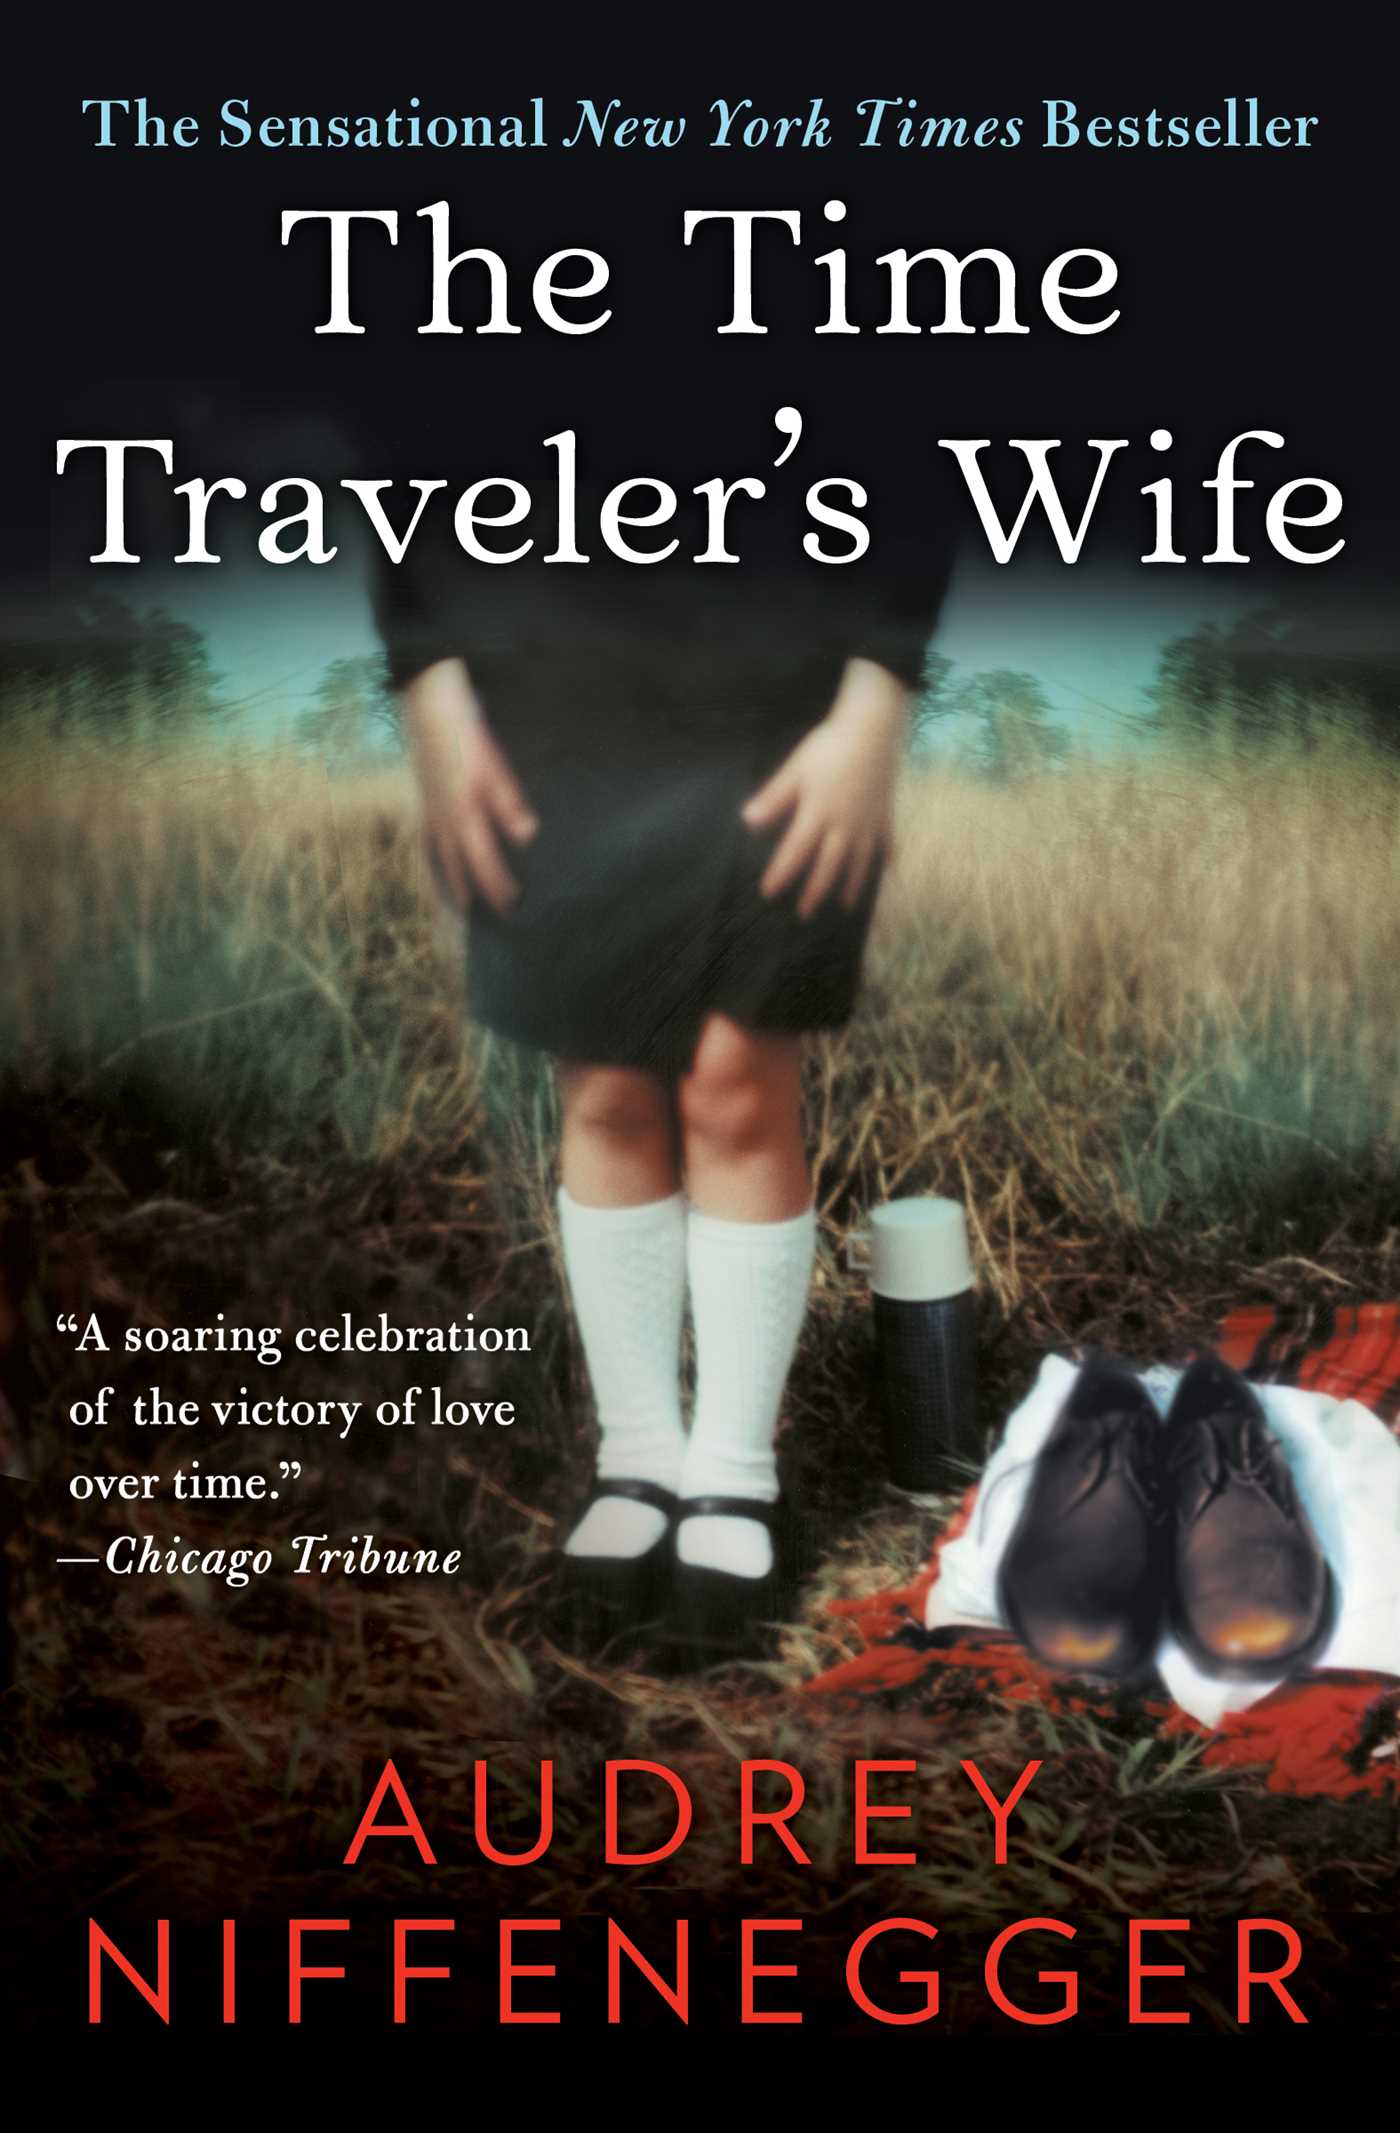 The Sensational New York Times Bestseller
The Time
Traveler’s Wife
“A soaring celebration
of the victory of love
over time.”
—Chicago Tribune
AUDREY
NIFFENEGGER